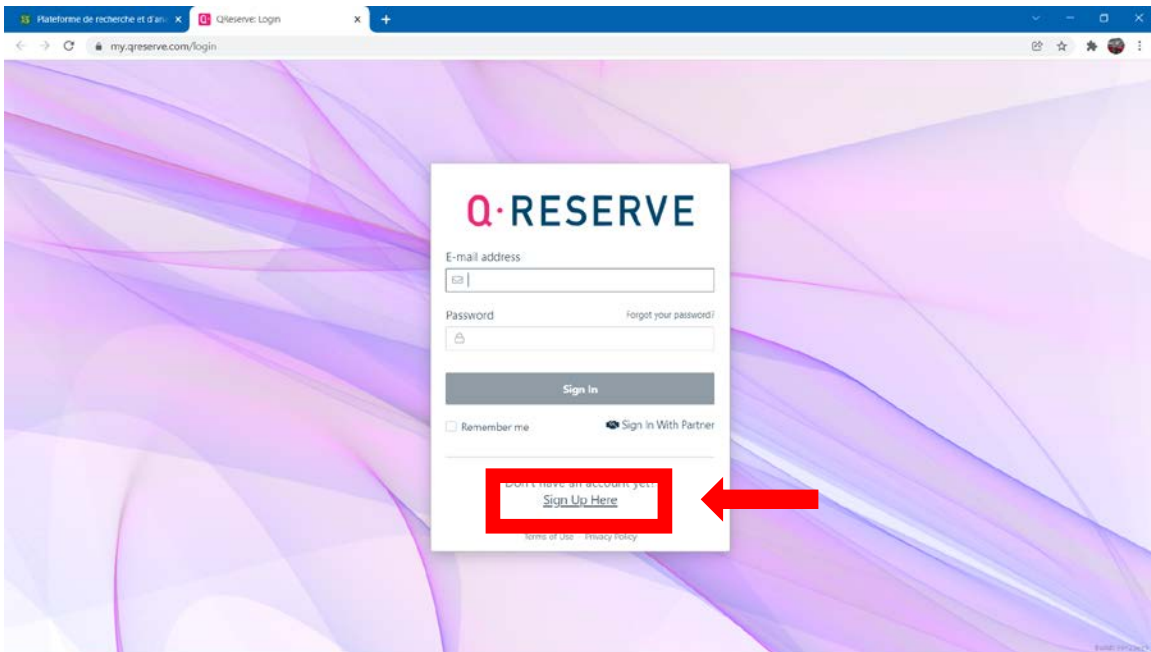 Plateforme de recherche et d'an
QReserve: Login
my.qreserve.com/login
Q·RESERVE
E-mail address
Password Forgot your password?
Sign In
Remember me Sign In With Partner
Don't have an account yet?
Sign Up Here
Terms of Use - Privacy Policy